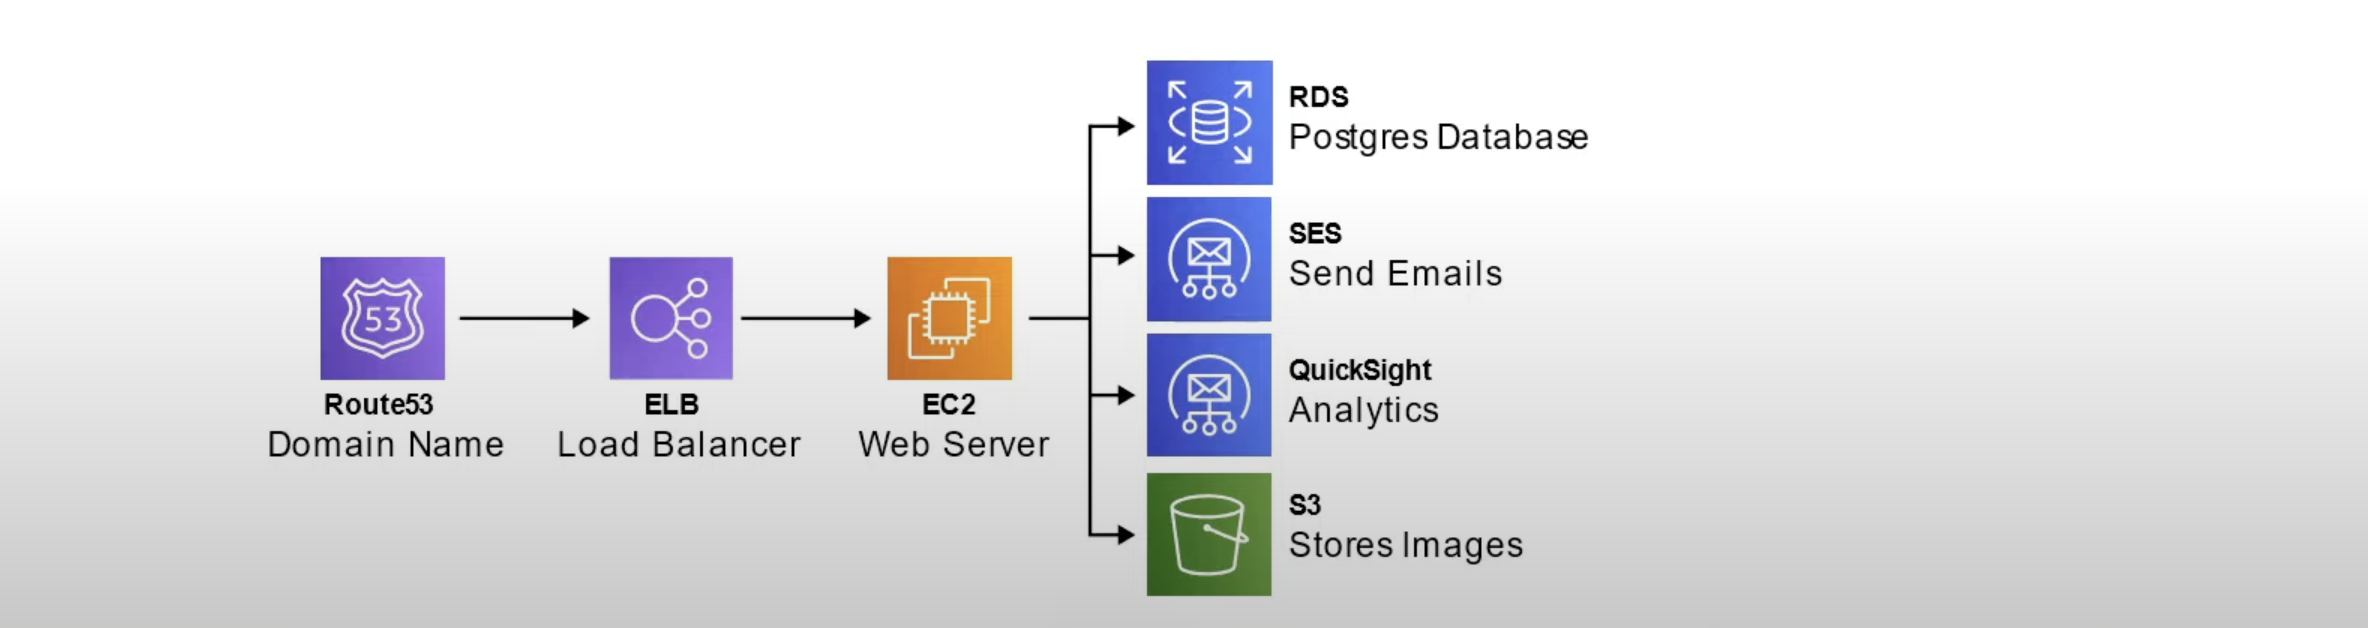 53
Route53
Domain Name
ELB
Load Balancer
EC2
Web Server
RDS
Postgres Database
SES
Send Emails
QuickSight
Analytics
S3
Stores Images